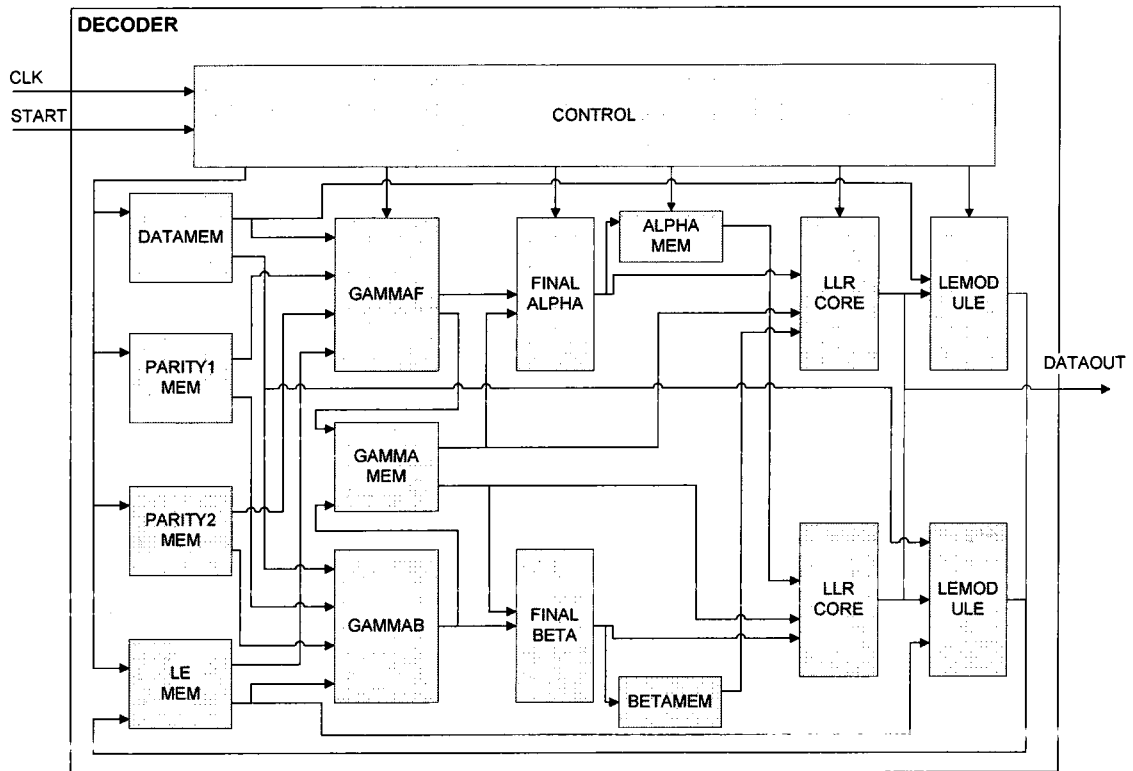 DECODER
CLK
START
CONTROL
DATAMEM
GAMMAF
FINAL
ALPHA
ALPHA
MEM
LLR
CORE
LEMOD
ULE
PARITY1
MEM
DATAOUT
GAMMA
MEM
PARITY2
MEM
GAMMAB
FINAL
BETA
LLR
CORE
LEMOD
ULE
LE
MEM
BETAMEM